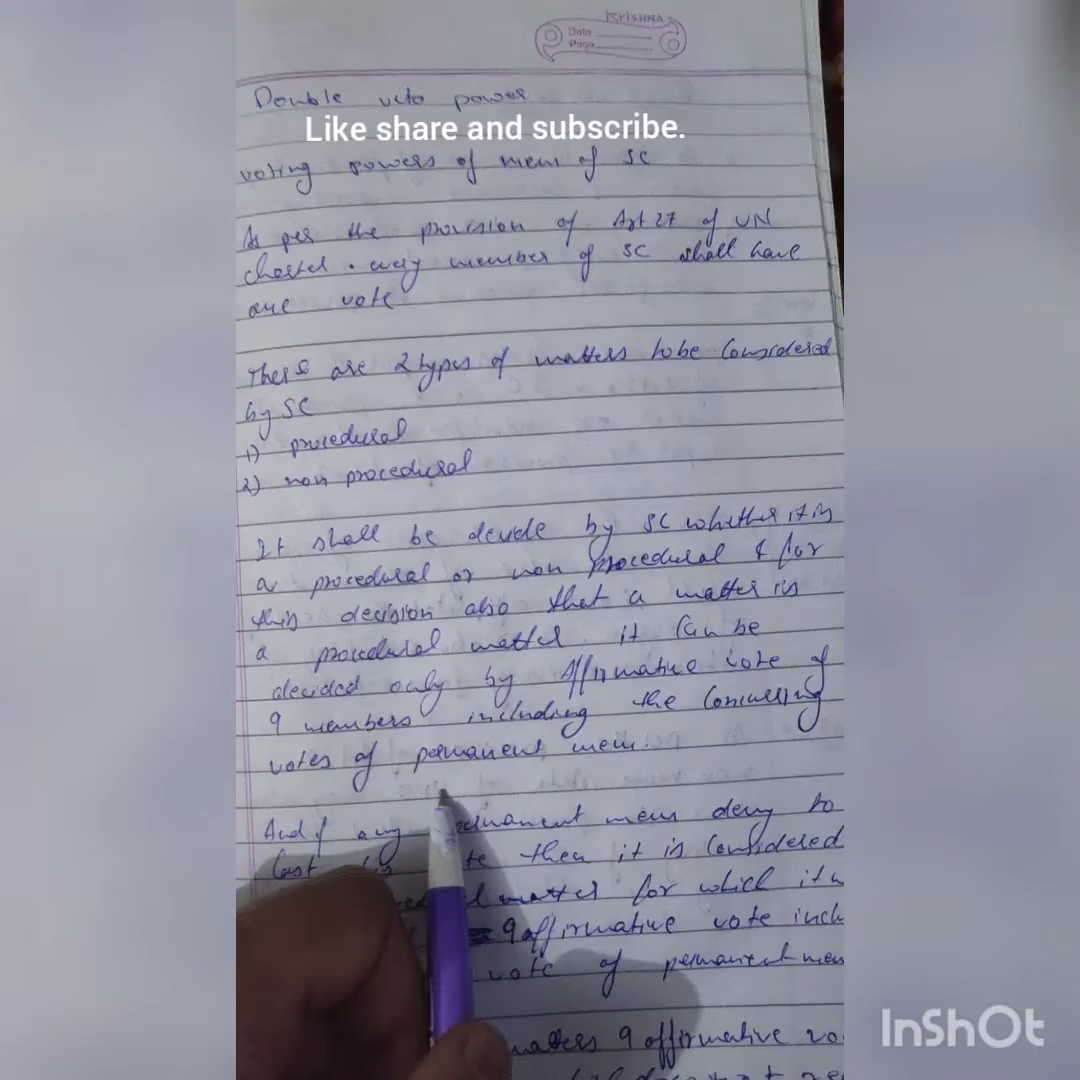 KRISHNA
Date
Page
Double veto power
Like share and subscribe.
voting powers of mem of SC
As per the provision of Art 27 of UN
charter. every member of SC shall have
one vote
There are 2 types of matters to be considered
by SC
1) procedural
2) non procedural
It shall be decide by SC whether it is
a procedural or non procedural & for
this decision also that a matter is
a procedural matter it can be
decided only by affirmative vote of
9 members including the concurring
votes of permanent mem.
And if any permanent mem deny to
cast then it is considered
matter for which it
9 affirmative vote incl
vote of permanent mem
matters 9 affirmative vo
InShOt